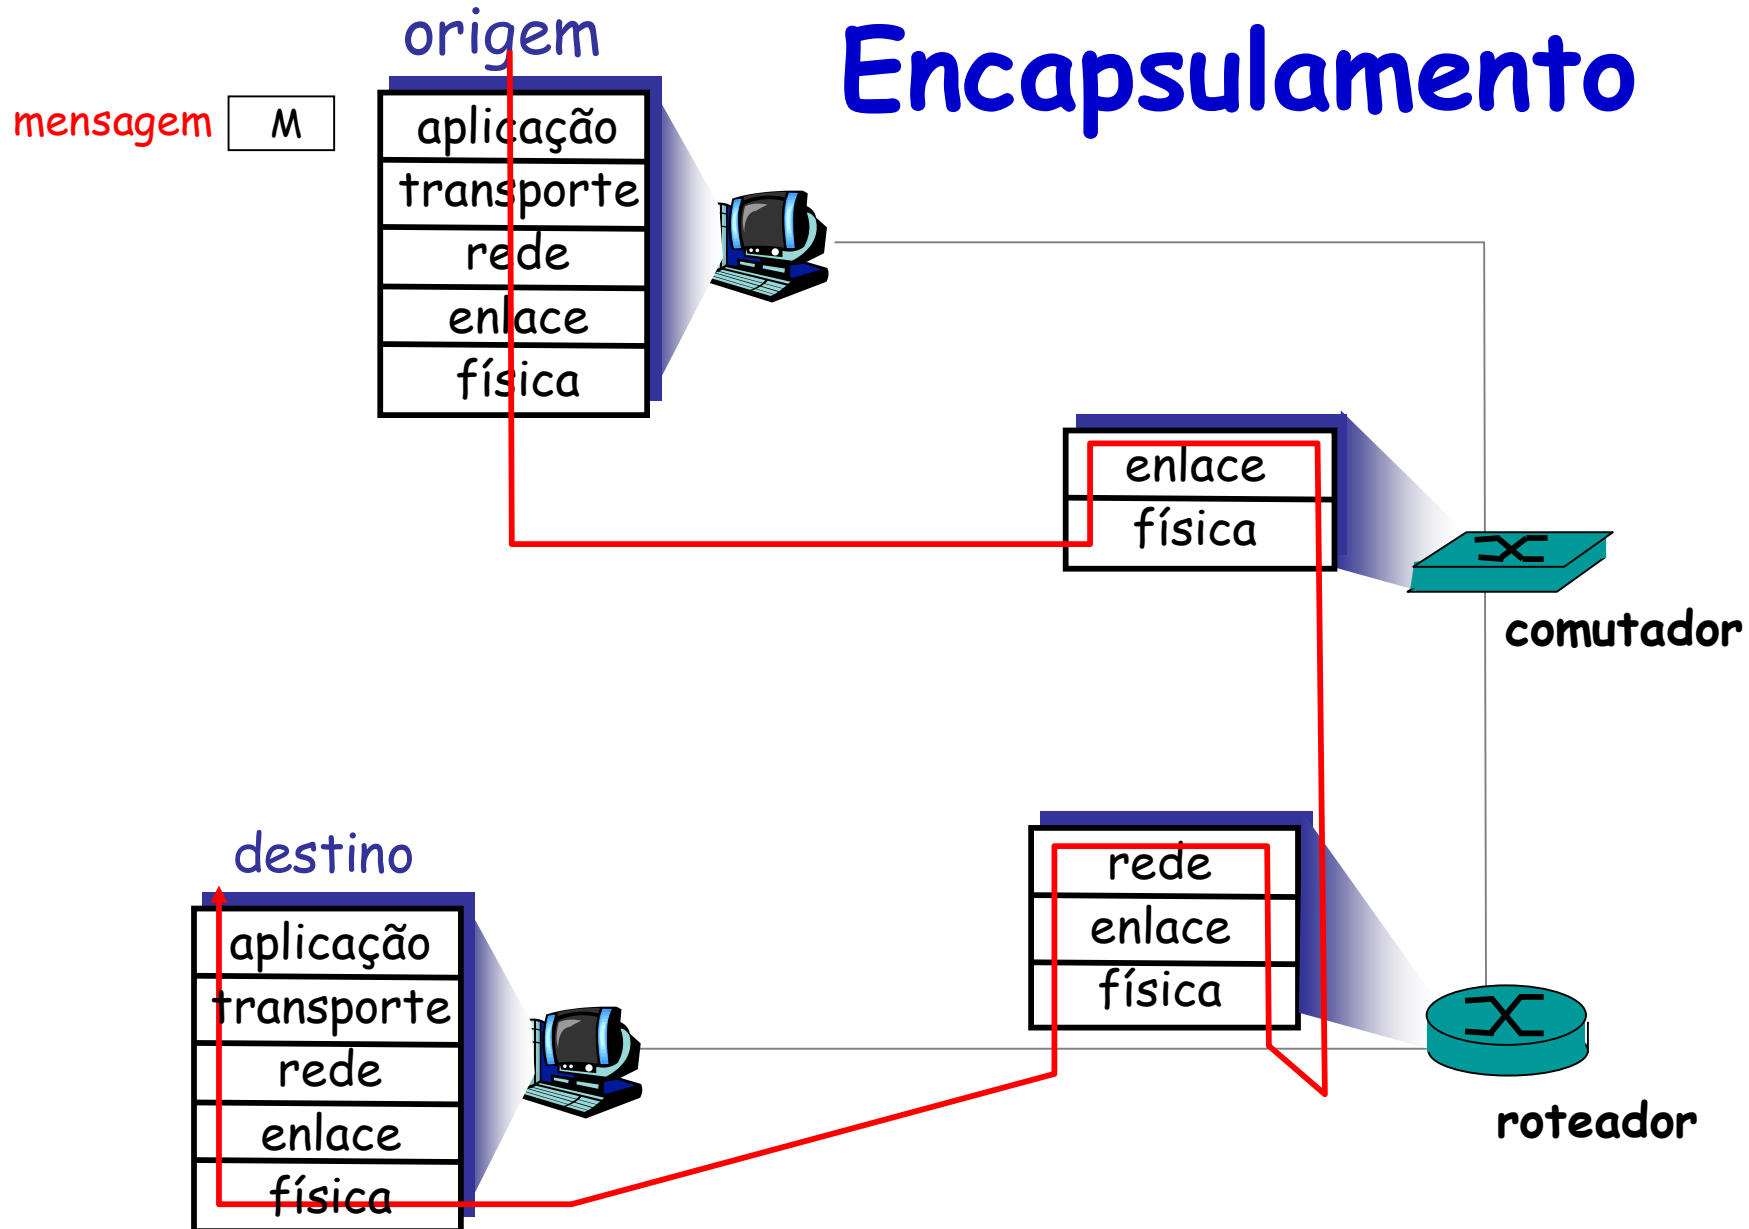 origem
Encapsulamento
mensagem M
aplicação
transporte
rede
enlace
física
enlace
física
comutador
rede
enlace
física
roteador
destino
aplicação
transporte
rede
enlace
física